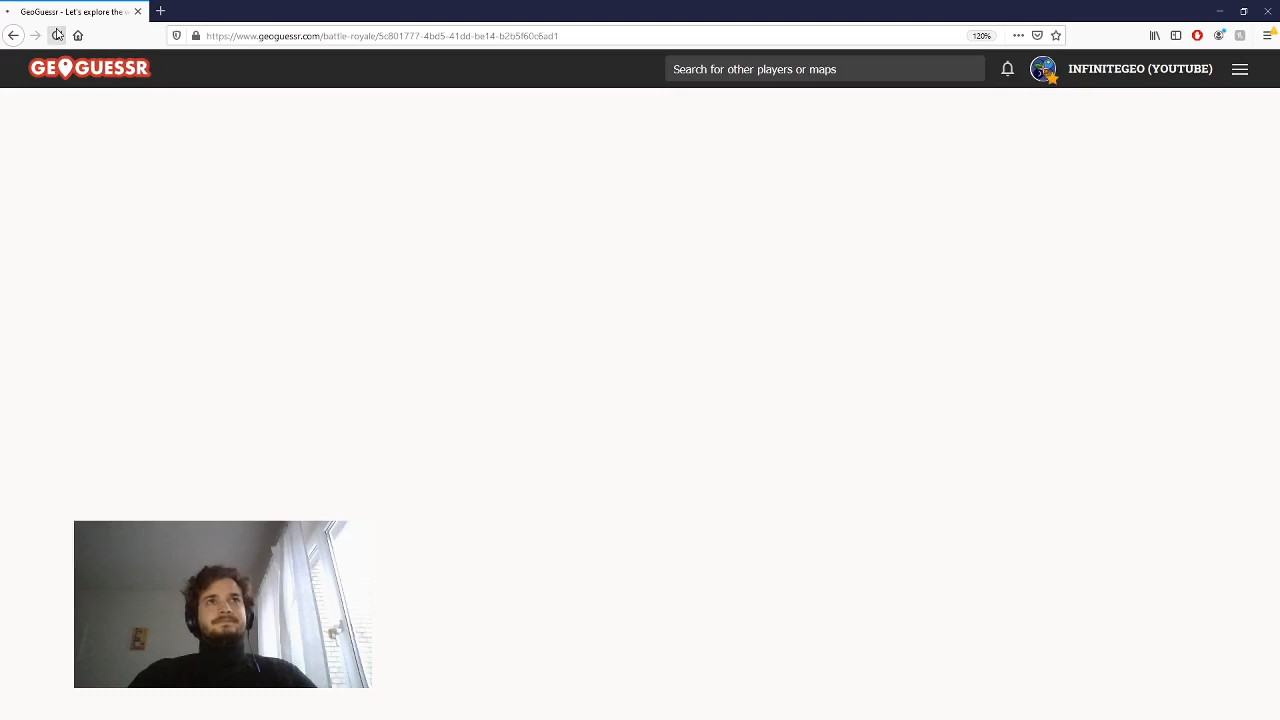 GeoGuessr - Let's explore the w
https://www.geoguessr.com/battle-royale/5c801777-4bd5-41dd-be14-b2b5f60c6ad1
120%
GEOGUESSR
Search for other players or maps
INFINITEGEO (YOUTUBE)